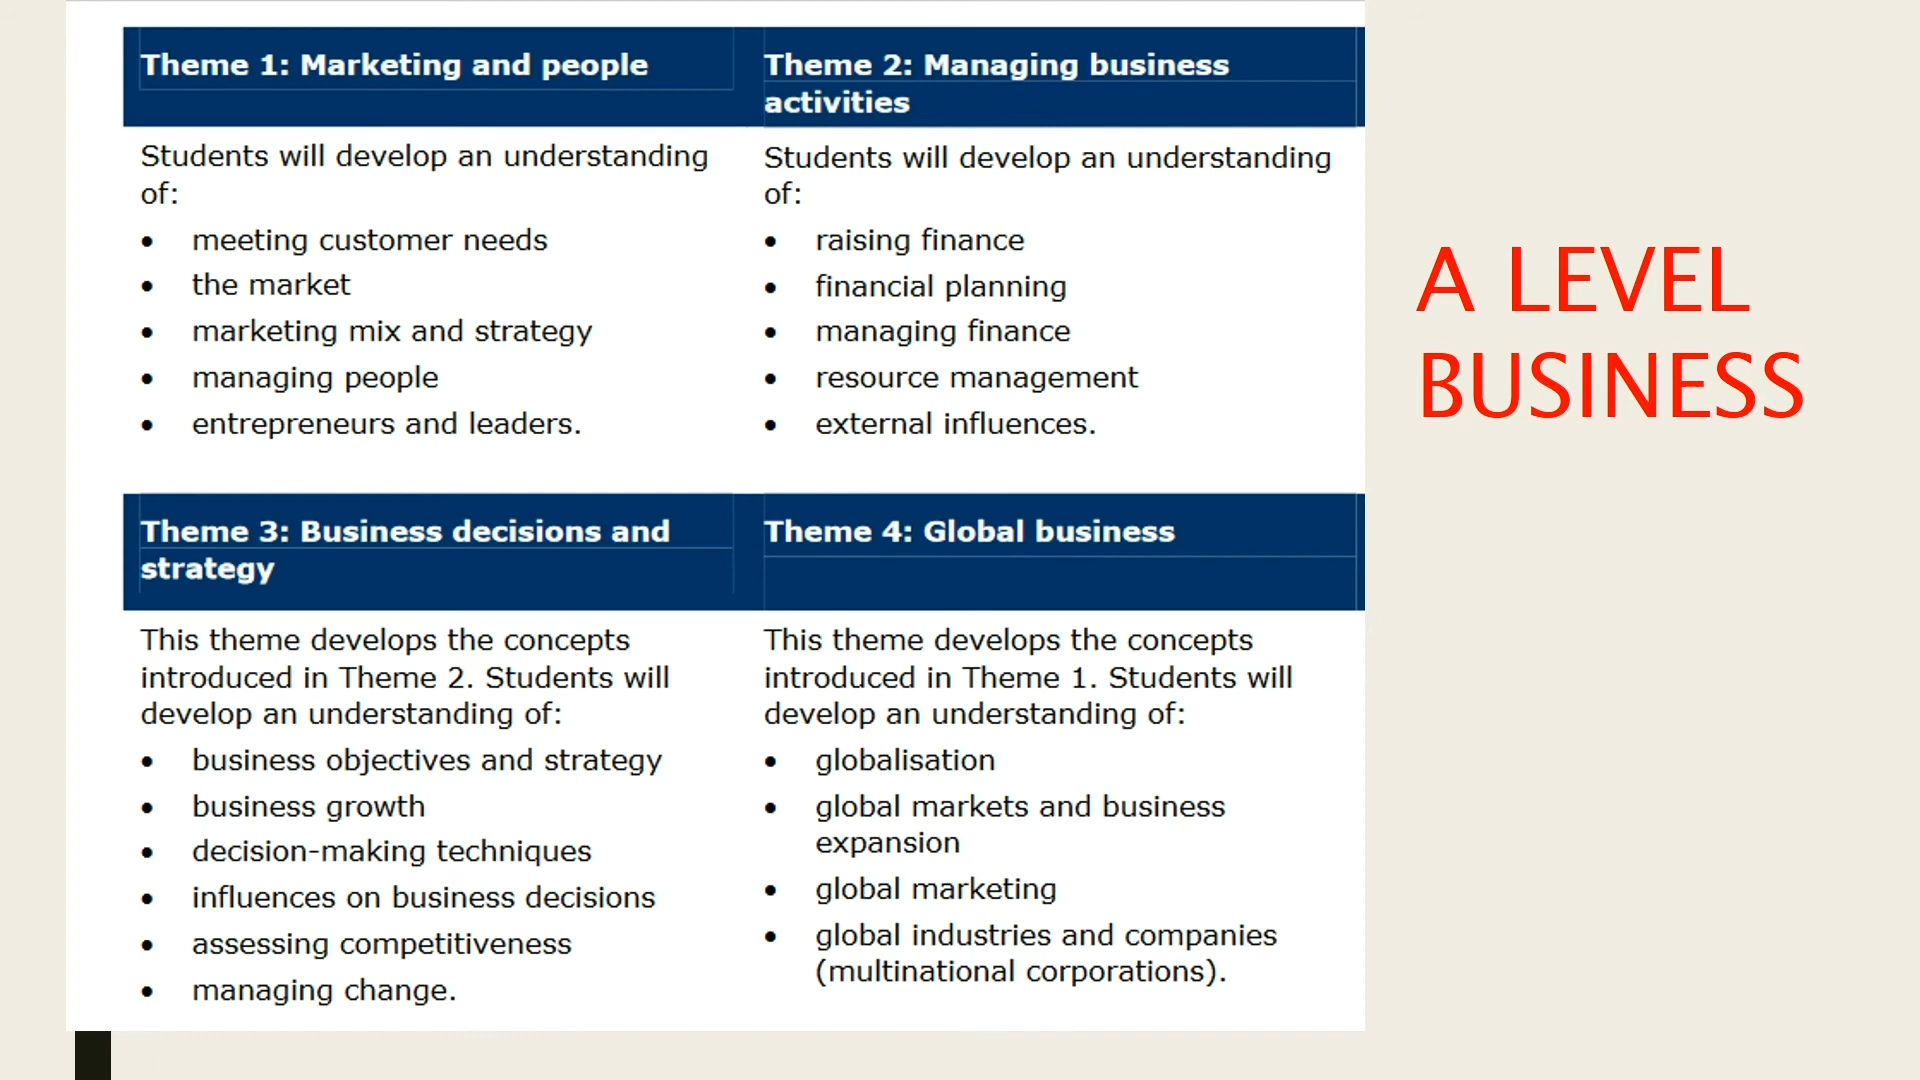 Theme 1: Marketing and people
Students will develop an understanding
of:
• meeting customer needs
• the market
• marketing mix and strategy
• managing people
• entrepreneurs and leaders.
Theme 2: Managing business
activities
Students will develop an understanding
of:
• raising finance
• financial planning
• managing finance
• resource management
• external influences.
Theme 3: Business decisions and
strategy
This theme develops the concepts
introduced in Theme 2. Students will
develop an understanding of:
• business objectives and strategy
• business growth
• decision-making techniques
• influences on business decisions
• assessing competitiveness
• managing change.
Theme 4: Global business
This theme develops the concepts
introduced in Theme 1. Students will
develop an understanding of:
• globalisation
• global markets and business
expansion
• global marketing
• global industries and companies
(multinational corporations).
A LEVEL
BUSINESS